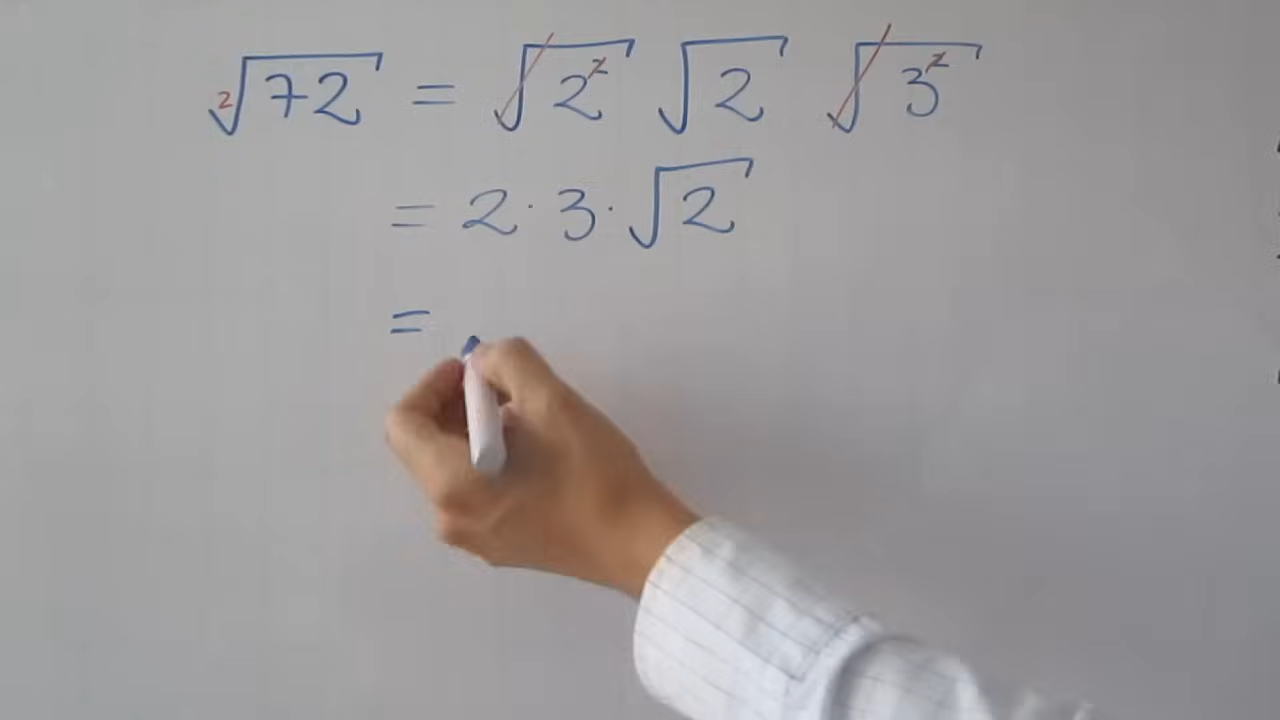 ²√72 = √2² √2 √3²
= 2 · 3 · √2
=